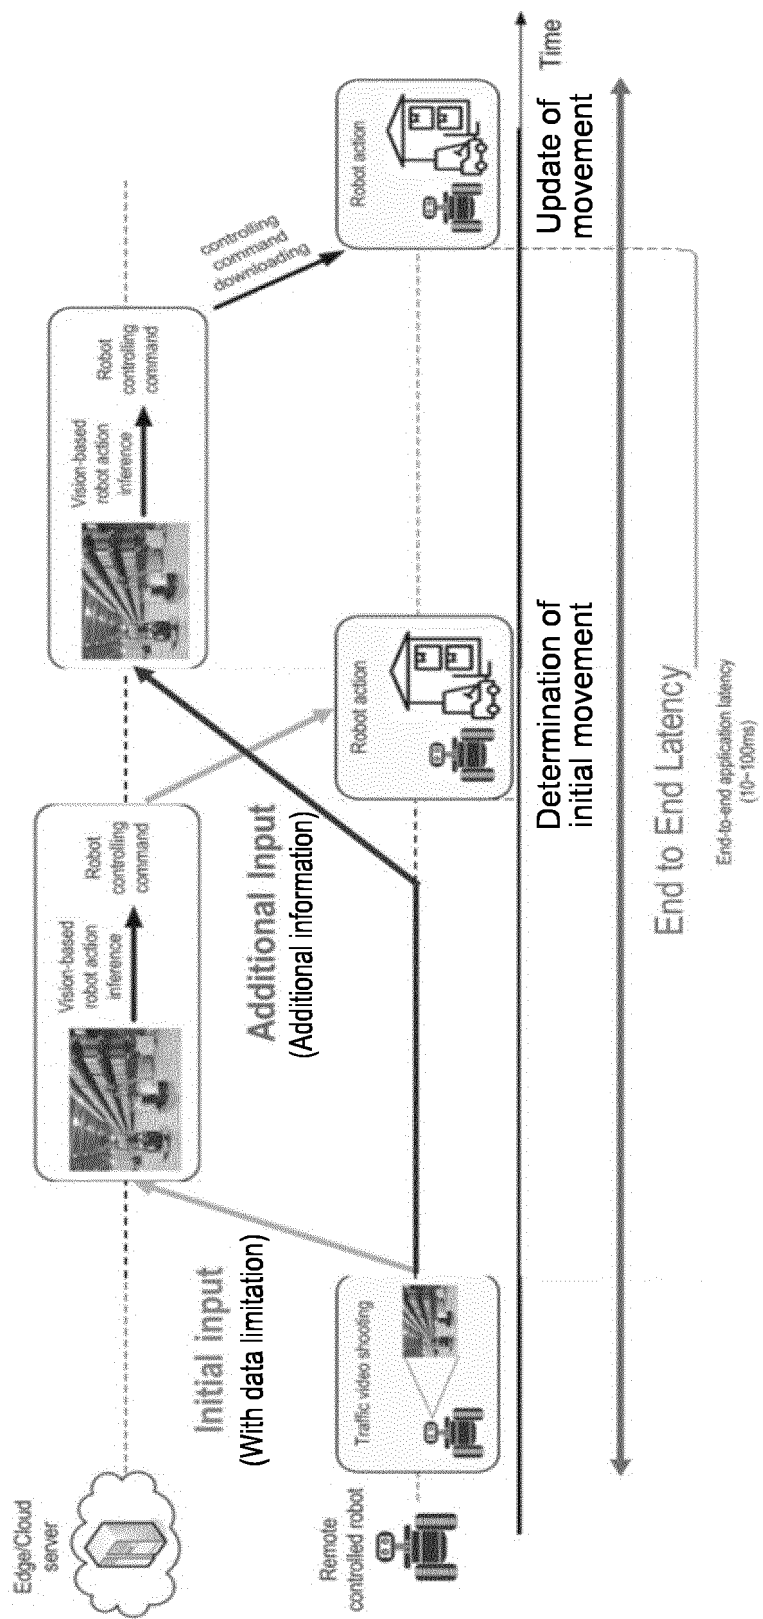 Edge/Cloud
server
Remote
controlled robot
Initial input
(With data limitation)
Traffic video shooting
Vision-based
robot action
inference
Robot
controlling
command
Additional Input
(Additional information)
Robot action
Determination of
initial movement
Vision-based
robot action
inference
Robot
controlling
command
controlling
command
downloading
Robot action
Update of
movement
Time
End to End Latency
End-to-end application latency
(10~100ms)